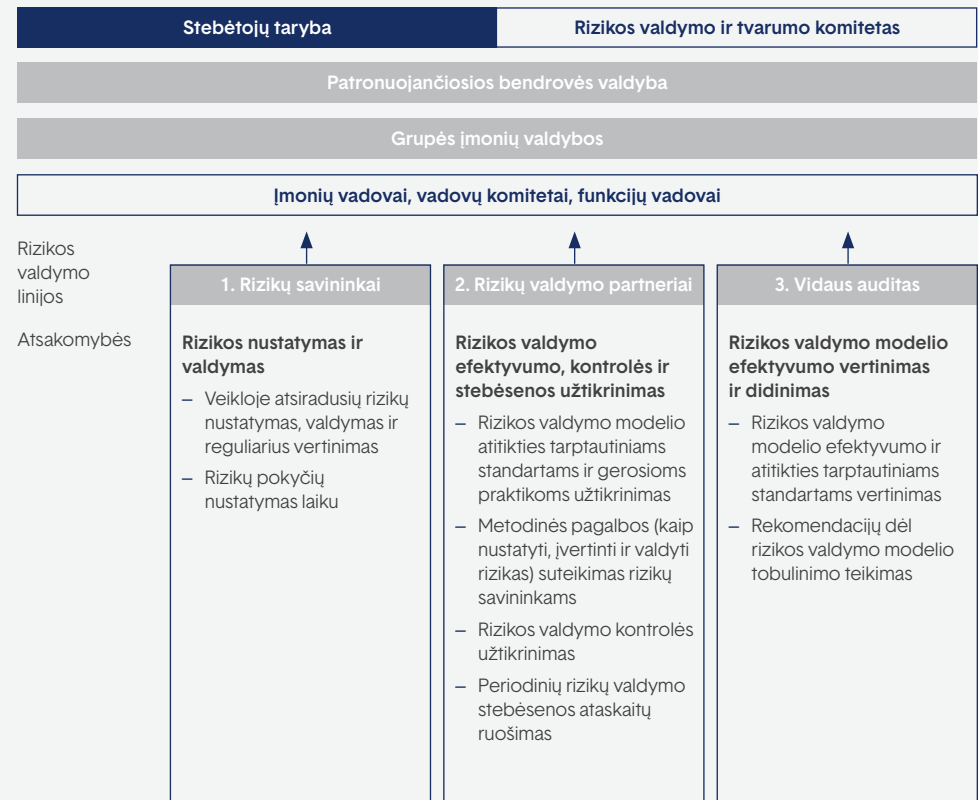 Stebėtojų taryba
Rizikos valdymo ir tvarumo komitetas
Patronuojančiosios bendrovės valdyba
Grupės įmonių valdybos
Įmonių vadovai, vadovų komitetai, funkcijų vadovai
Rizikos
valdymo
linijos
1. Rizikų savininkai
2. Rizikų valdymo partneriai
3. Vidaus auditas
Atsakomybės
Rizikos nustatymas ir
valdymas
– Veikloje atsiradusių rizikų
nustatymas, valdymas ir
reguliarius vertinimas
– Rizikų pokyčių
nustatymas laiku
Rizikos valdymo
efektyvumo, kontrolės ir
stebėsenos užtikrinimas
– Rizikos valdymo modelio
atitikties tarptautiniams
standartams ir gerosioms
praktikoms užtikrinimas
– Metodinės pagalbos (kaip
nustatyti, įvertinti ir valdyti
rizikas) suteikimas rizikų
savininkams
– Rizikos valdymo kontrolės
užtikrinimas
– Periodinių rizikų valdymo
stebėsenos ataskaitų
ruošimas
Rizikos valdymo modelio
efektyvumo vertinimas
ir didinimas
– Rizikos valdymo
modelio efektyvumo ir
atitikties tarptautiniams
standartams vertinimas
– Rekomendacijų dėl
rizikos valdymo modelio
tobulinimo teikimas